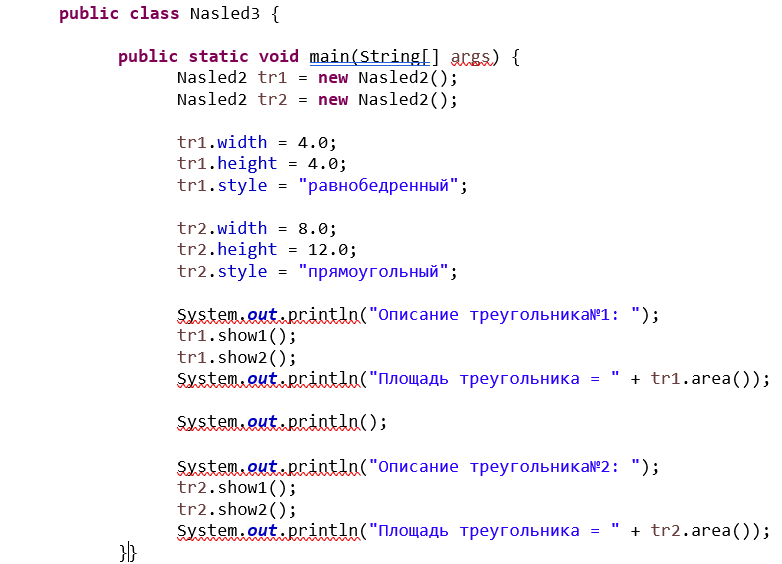 public class Nasled3 {
public static void main(String[] args) {
Nasled2 tr1 = new Nasled2();
Nasled2 tr2 = new Nasled2();
tr1.width = 4.0;
tr1.height = 4.0;
tr1.style = "равнобедренный";
tr2.width = 8.0;
tr2.height = 12.0;
tr2.style = "прямоугольный";
System.out.println("Описание треугольника№1: ");
tr1.show1();
tr1.show2();
System.out.println("Площадь треугольника = " + tr1.area());
System.out.println();
System.out.println("Описание треугольника№2: ");
tr2.show1();
tr2.show2();
System.out.println("Площадь треугольника = " + tr2.area());
}}